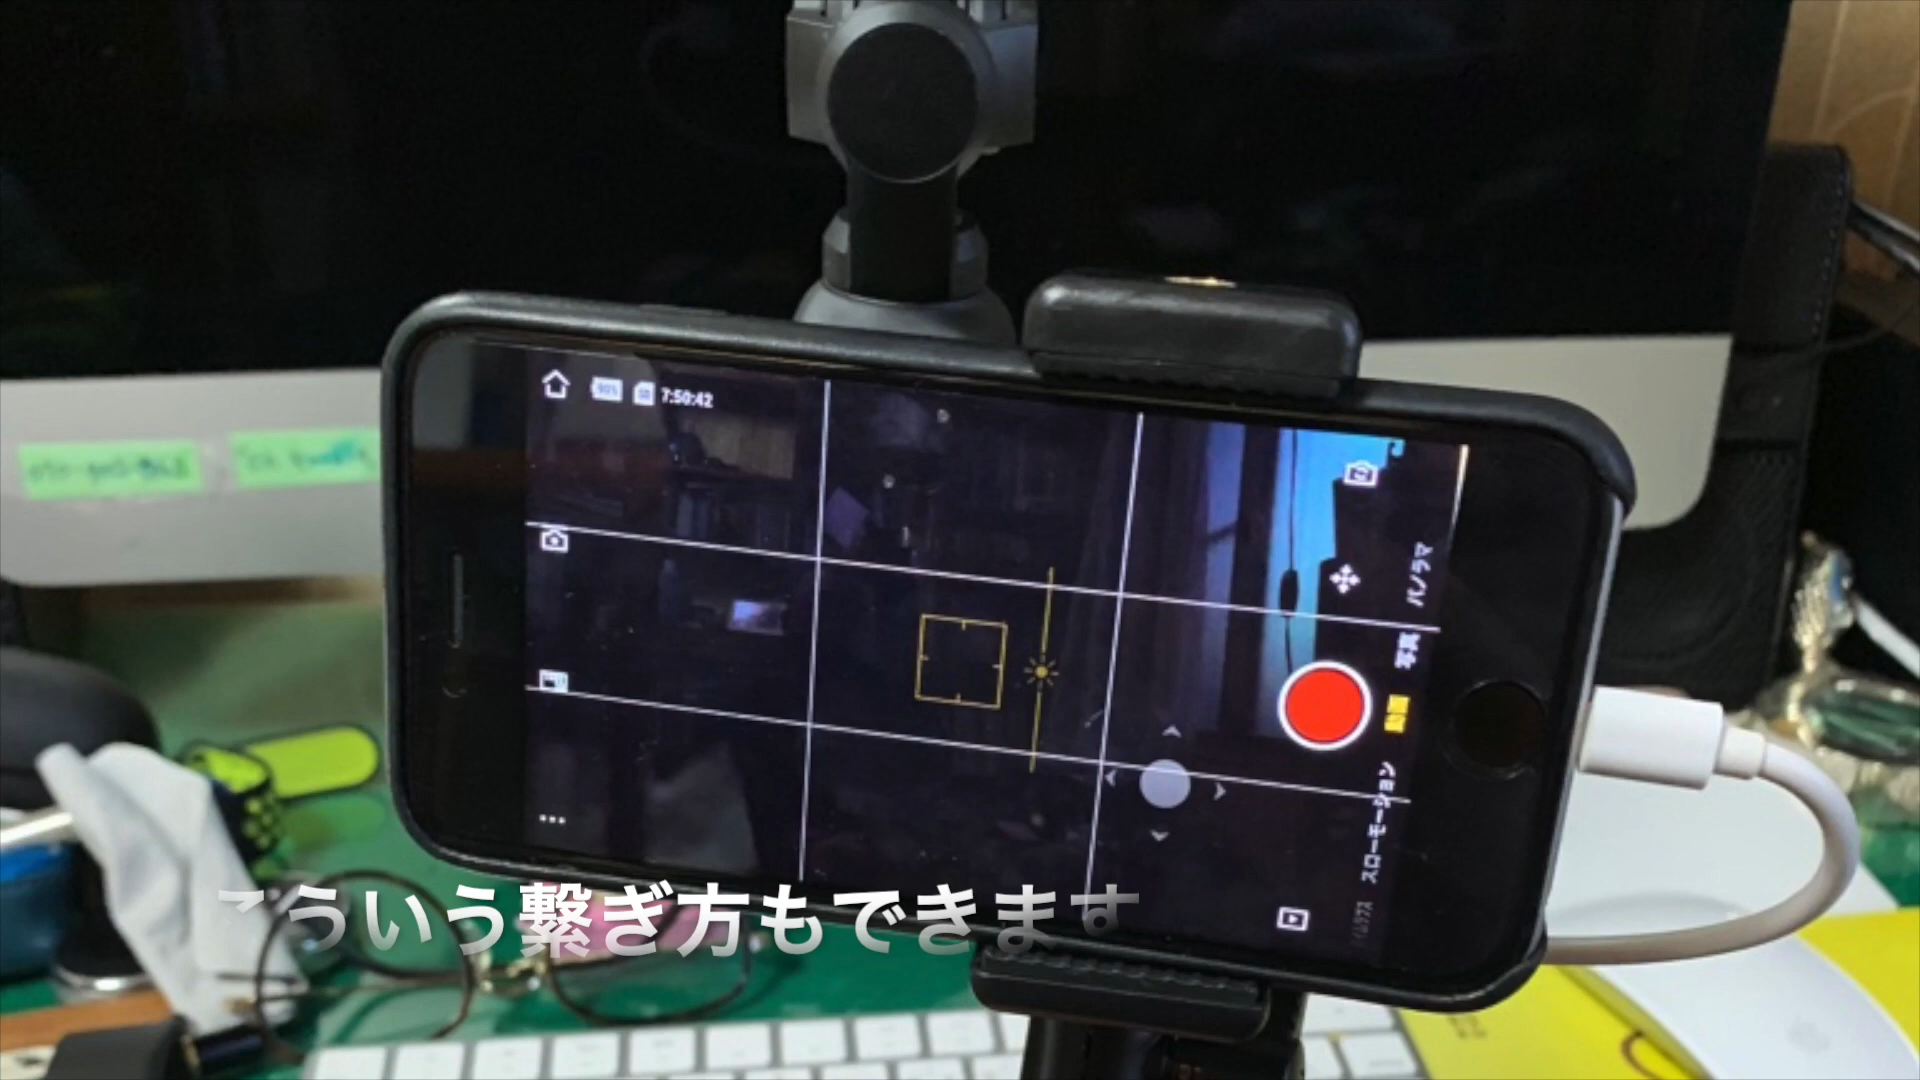 7:50:42
パノラマ
写真
動画
スローモーション
こういう繋ぎ方もできます